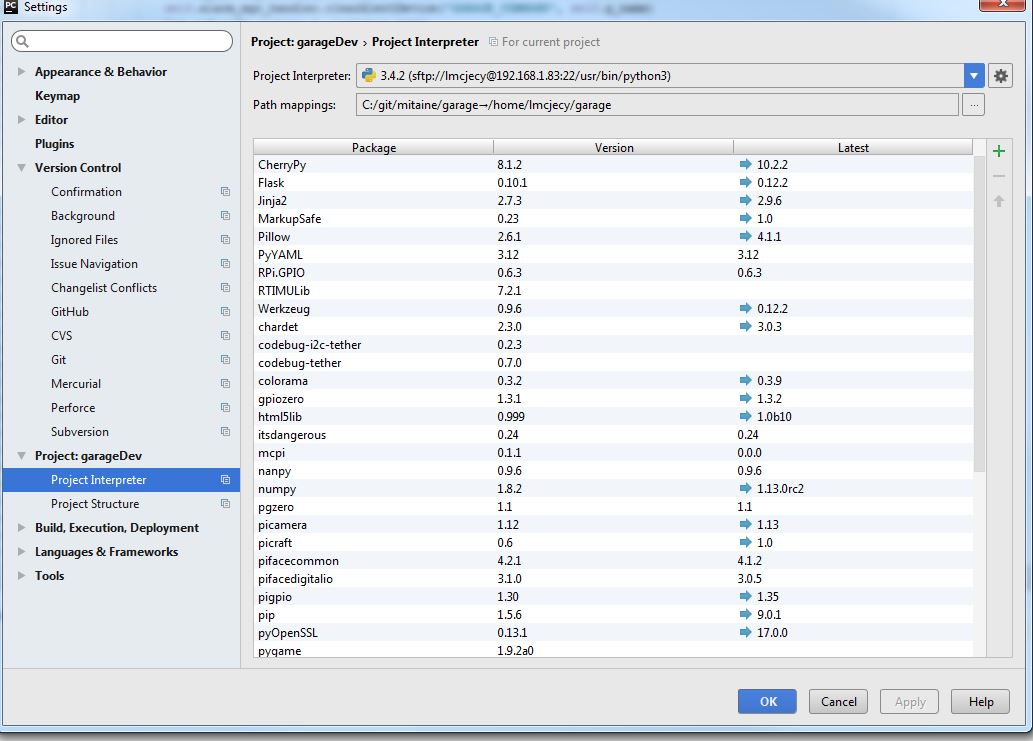 PC Settings
Project: garageDev › Project Interpreter For current project
Appearance & Behavior
Keymap
Editor
Plugins
Version Control
Confirmation
Background
Ignored Files
Issue Navigation
Changelist Conflicts
GitHub
CVS
Git
Mercurial
Perforce
Subversion
Project: garageDev
Project Interpreter
Project Structure
Build, Execution, Deployment
Languages & Frameworks
Tools
Project Interpreter: 3.4.2 (sftp://lmcjecy@192.168.1.83:22/usr/bin/python3)
Path mappings: C:/git/mitaine/garage→/home/lmcjecy/garage ...
Package Version Latest
CherryPy 8.1.2 10.2.2
Flask 0.10.1 0.12.2
Jinja2 2.7.3 2.9.6
MarkupSafe 0.23 1.0
Pillow 2.6.1 4.1.1
PyYAML 3.12 3.12
RPi.GPIO 0.6.3 0.6.3
RTIMULib 7.2.1
Werkzeug 0.9.6 0.12.2
chardet 2.3.0 3.0.3
codebug-i2c-tether 0.2.3
codebug-tether 0.7.0
colorama 0.3.2 0.3.9
gpiozero 1.3.1 1.3.2
html5lib 0.999 1.0b10
itsdangerous 0.24 0.24
mcpi 0.1.1 0.0.0
nanpy 0.9.6 0.9.6
numpy 1.8.2 1.13.0rc2
pgzero 1.1 1.1
picamera 1.12 1.13
picraft 0.6 1.0
pifacecommon 4.2.1 4.1.2
pifacedigitalio 3.1.0 3.0.5
pigpio 1.30 1.35
pip 1.5.6 9.0.1
pyOpenSSL 0.13.1 17.0.0
pygame 1.9.2a0
OK Cancel Apply Help